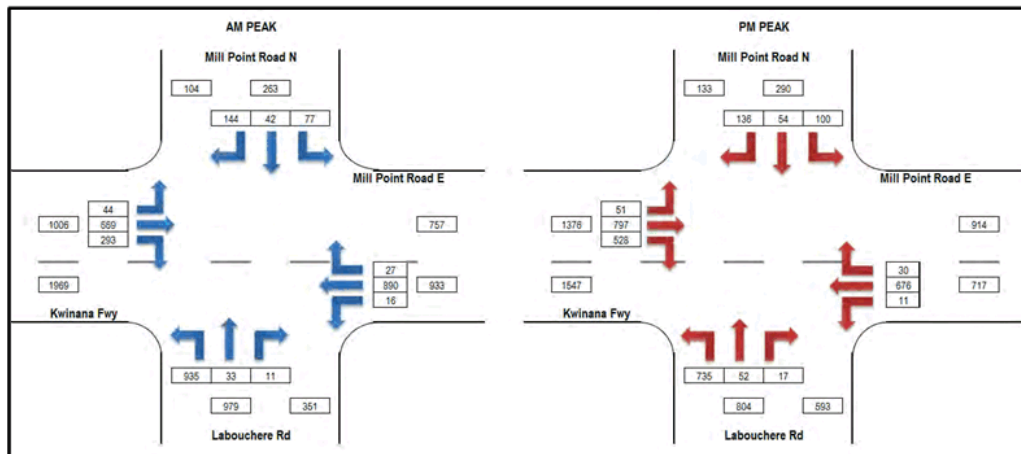 AM PEAK
Mill Point Road N
104 263
144 42 77
Mill Point Road E
44
1006 669 757
293
27
1969 890 933
16
Kwinana Fwy
935 33 11
979 351
Labouchere Rd
PM PEAK
Mill Point Road N
133 290
136 54 100
Mill Point Road E
51
1376 797 914
528
30
1547 676 717
11
Kwinana Fwy
735 52 17
804 593
Labouchere Rd